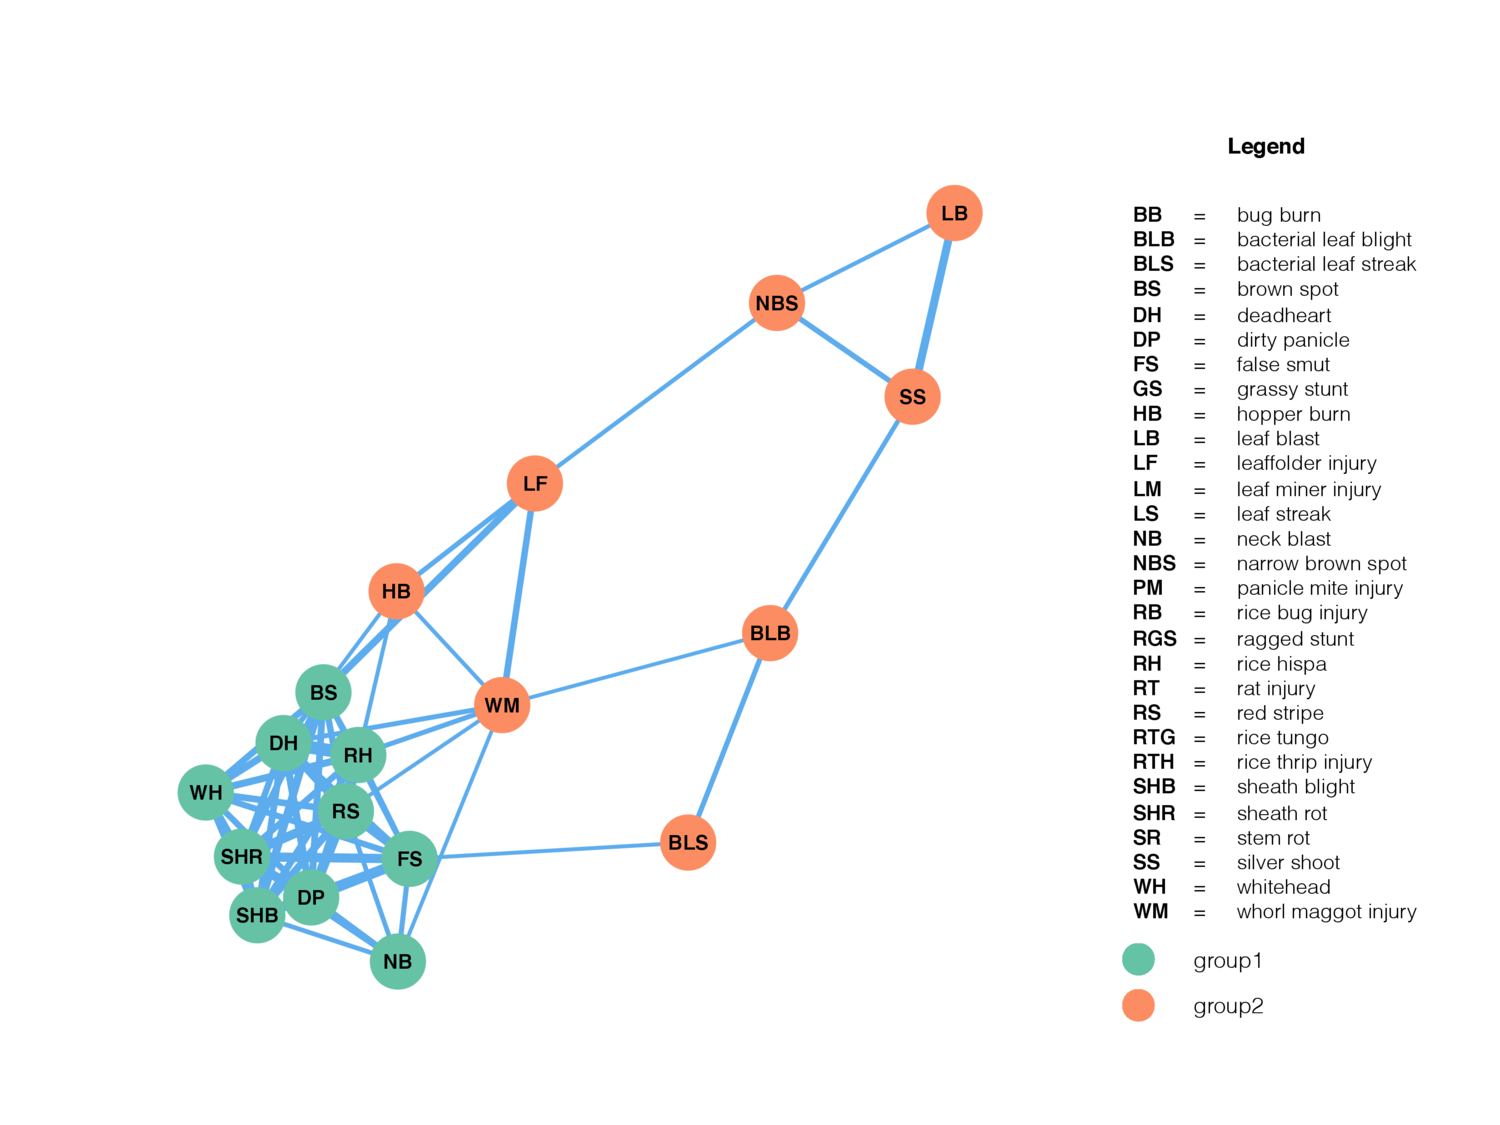 Legend
LB
NBS
SS
LF
HB
BLB
BS
WM
DH
RH
WH
RS
SHR
FS
BLS
DP
SHB
NB
BB = bug burn
BLB = bacterial leaf blight
BLS = bacterial leaf streak
BS = brown spot
DH = deadheart
DP = dirty panicle
FS = false smut
GS = grassy stunt
HB = hopper burn
LB = leaf blast
LF = leaffolder injury
LM = leaf miner injury
LS = leaf streak
NB = neck blast
NBS = narrow brown spot
PM = panicle mite injury
RB = rice bug injury
RGS = ragged stunt
RH = rice hispa
RT = rat injury
RS = red stripe
RTG = rice tungo
RTH = rice thrip injury
SHB = sheath blight
SHR = sheath rot
SR = stem rot
SS = silver shoot
WH = whitehead
WM = whorl maggot injury
group1
group2